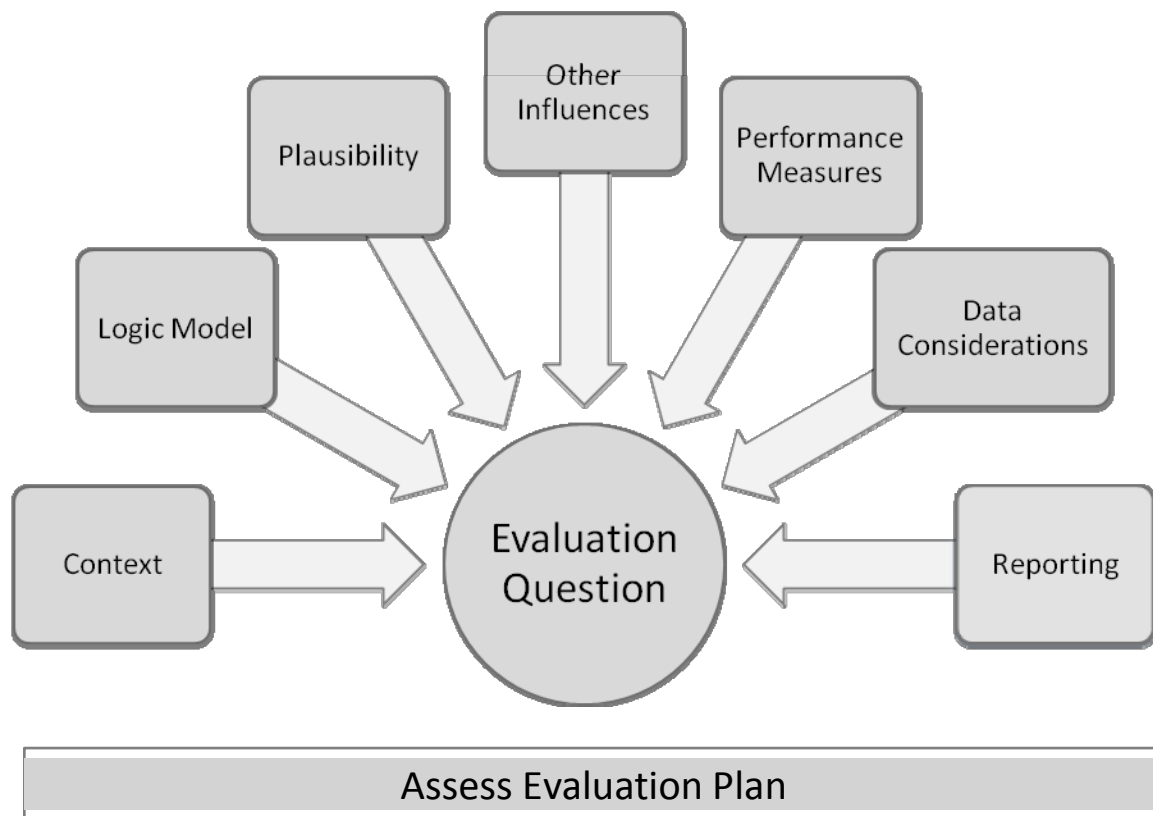 Other
Influences
Plausibility
Performance
Measures
Logic Model
Data
Considerations
Context
Evaluation
Question
Reporting
Assess Evaluation Plan